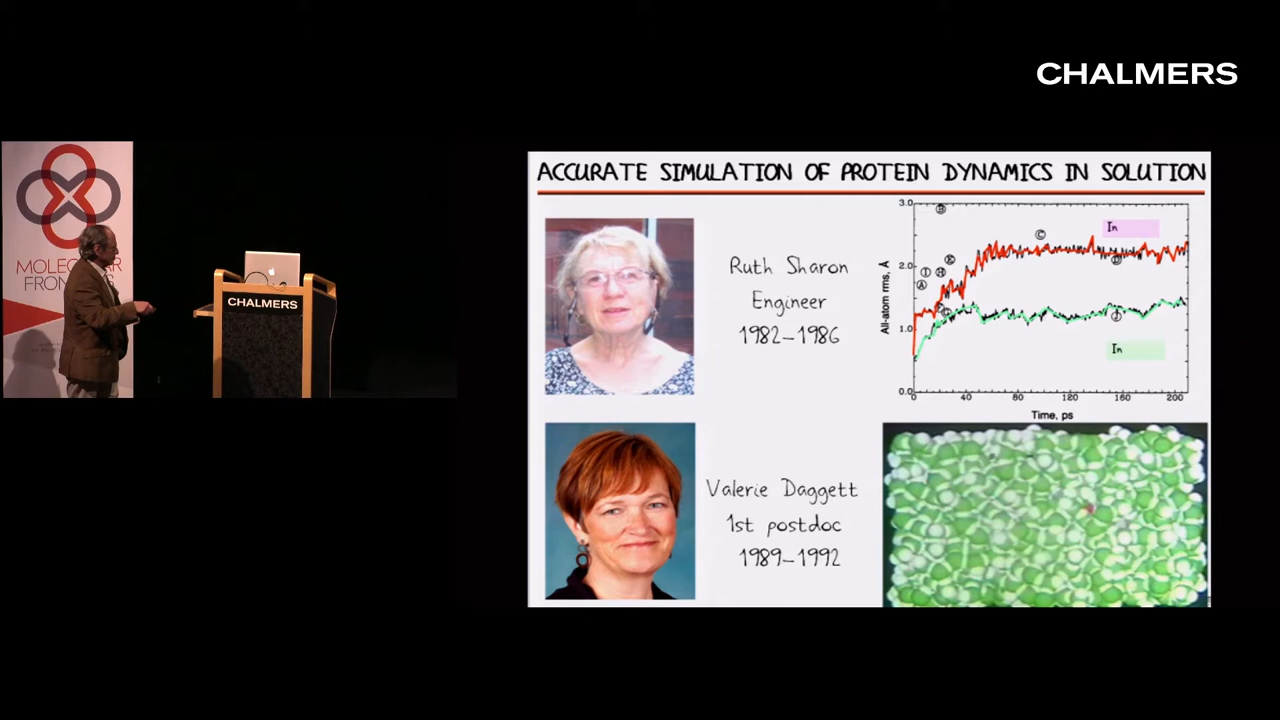 CHALMERS
MOLECULAR
FRONTIERS
CHALMERS
ACCURATE SIMULATION OF PROTEIN DYNAMICS IN SOLUTION
Ruth Sharon
Engineer
1982–1986
Valerie Daggett
1st postdoc
1989–1992
All-atom rms, Å
3.0
2.0
1.0
0.0
B
C
In
K
D
I
H
A
G
J
In
0
40
80
120
160
200
Time, ps